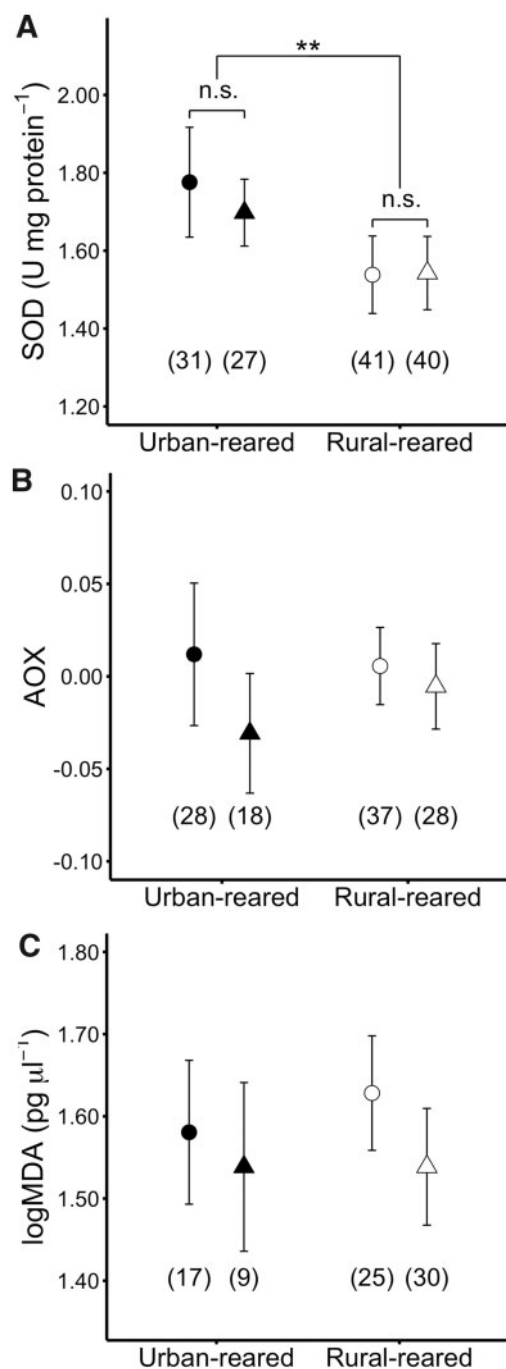 A
**
n.s.
n.s.
SOD (U mg protein⁻¹)
2.00
1.80
1.60
1.40
1.20
(31) (27) (41) (40)
Urban-reared Rural-reared
B
AOX
0.10
0.05
0.00
-0.05
-0.10
(28) (18) (37) (28)
Urban-reared Rural-reared
C
logMDA (pg µl⁻¹)
1.80
1.70
1.60
1.50
1.40
(17) (9) (25) (30)
Urban-reared Rural-reared